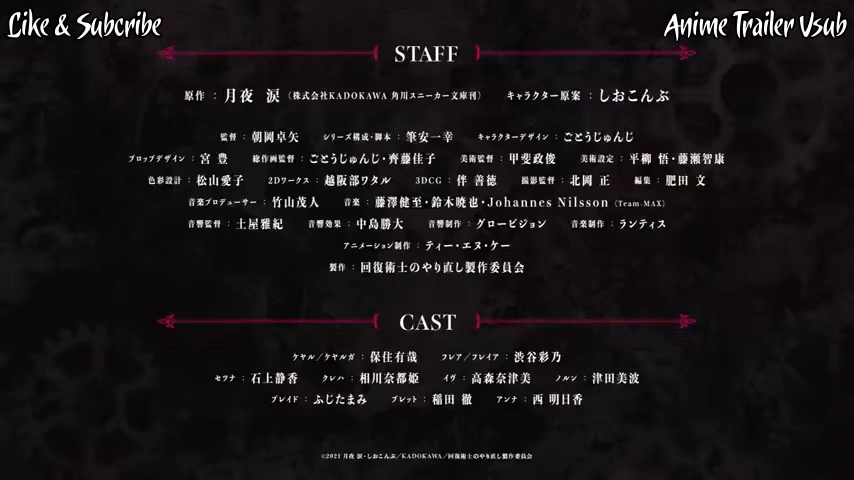 Like & Subcribe
Anime Trailer Vsub
STAFF
原作 : 月夜 涙 (株式会社KADOKAWA 角川スニーカー文庫刊) キャラクター原案 : しおこんぶ
監督 : 朝岡卓矢 シリーズ構成・脚本 : 筆安一幸 キャラクターデザイン : ごとうじゅんじ
プロップデザイン : 宮 豊 総作画監督 : ごとうじゅんじ・齊藤佳子 美術監督 : 甲斐政俊 美術設定 : 平柳 悟・藤瀬智康
色彩設計 : 松山愛子 2Dワークス : 越阪部ワタル 3DCG : 伴 善徳 撮影監督 : 北岡 正 編集 : 肥田 文
音楽プロデューサー : 竹山茂人 音楽 : 藤澤健至・鈴木暁也・Johannes Nilsson (Team-MAX)
音響監督 : 土屋雅紀 音響効果 : 中島勝大 音響制作 : グロービジョン 音楽制作 : ランティス
アニメーション制作 : ティー・エヌ・ケー
製作 : 回復術士のやり直し製作委員会
CAST
ケヤル/ケヤルガ : 保住有哉 フレア/フレイア : 渋谷彩乃
セツナ : 石上静香 クレハ : 相川奈都姫 イヴ : 高森奈津美 ノルン : 津田美波
ブレイド : ふじたまみ ブレット : 稲田 徹 アンナ : 西 明日香
©2021 月夜 涙・しおこんぶ/KADOKAWA/回復術士のやり直し製作委員会